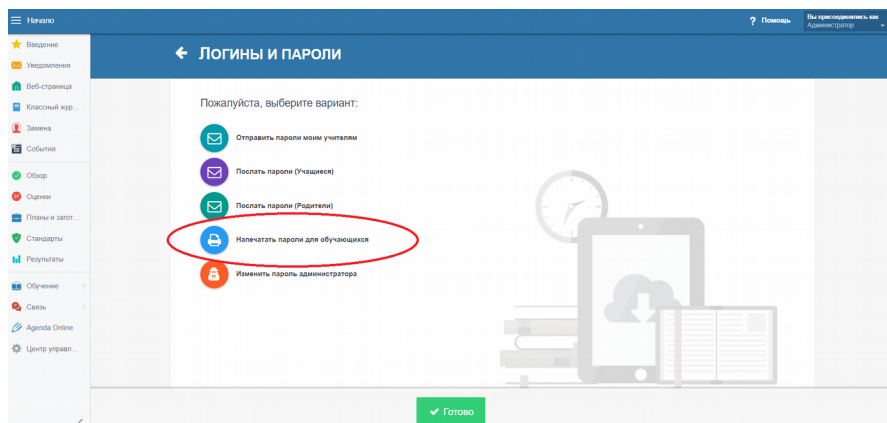 Начало
? Помощь
Вы присоединились как
Администратор
Введение
Уведомления
Веб-страница
Классный жур...
Замена
События
Обзор
Оценки
Планы и загот...
Стандарты
Результаты
Обучение
Связь
Agenda Online
Центр управл...
Логины и пароли
Пожалуйста, выберите вариант:
Отправить пароли моим учителям
Послать пароли (Учащиеся)
Послать пароли (Родители)
Напечатать пароли для обучающихся
Изменить пароль администратора
Готово